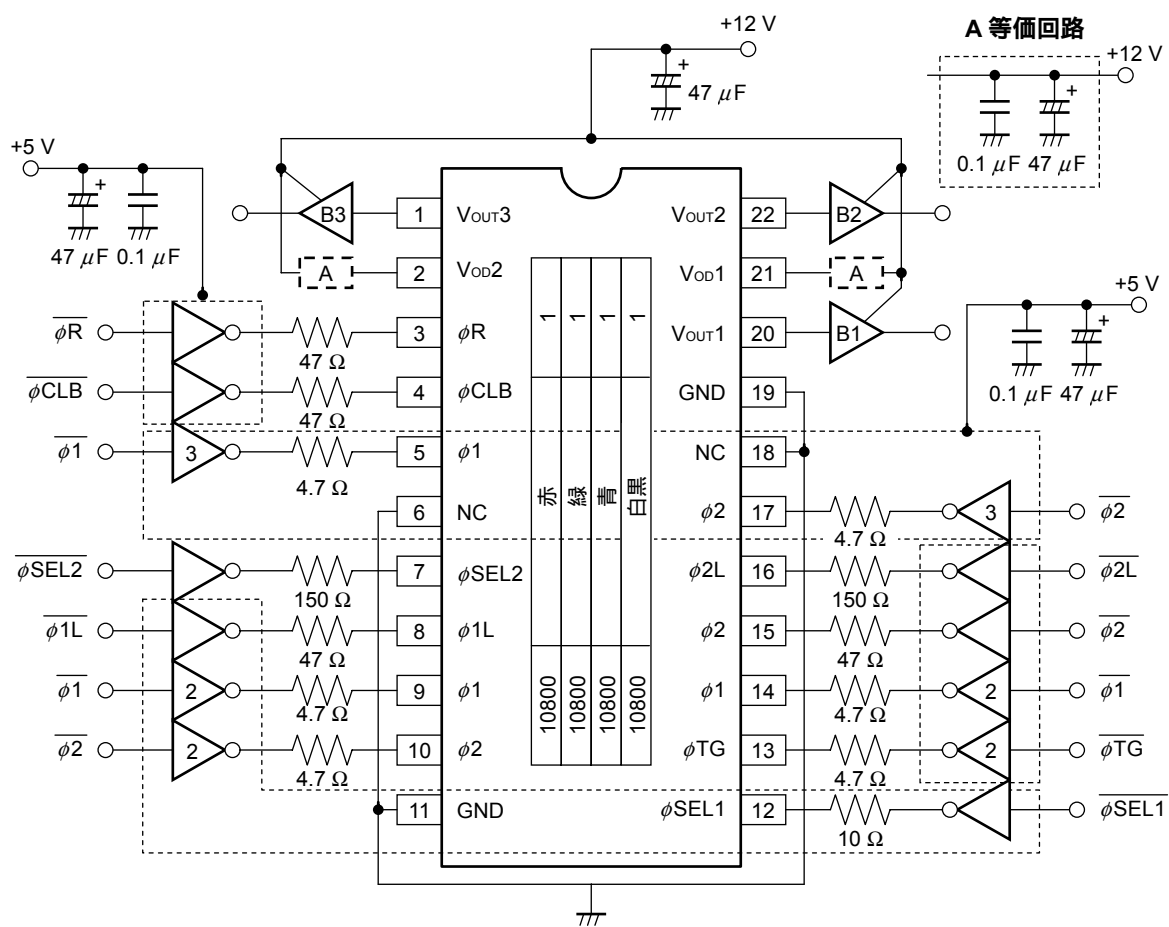 +12 V
A 等価回路
+12 V
+
47 μF
+
0.1 μF 47 μF
+5 V
+
47 μF 0.1 μF
B3
1
VOUT3
VOUT2
22
B2
A
2
VOD2
VOD1
21
A
+5 V
φR
47 Ω
3
φR
1
1
1
1
VOUT1
20
B1
+
0.1 μF 47 μF
φCLB
47 Ω
4
φCLB
GND
19
φ1
3
4.7 Ω
5
φ1
赤
緑
青
白黒
NC
18
6
NC
φ2
17
4.7 Ω
3
φ2
φSEL2
150 Ω
7
φSEL2
φ2L
16
150 Ω
φ2L
φ1L
47 Ω
8
φ1L
φ2
15
47 Ω
φ2
φ1
2
4.7 Ω
9
φ1
10800
10800
10800
10800
φ1
14
4.7 Ω
2
φ1
φ2
2
4.7 Ω
10
φ2
φTG
13
4.7 Ω
2
φTG
11
GND
φSEL1
12
10 Ω
φSEL1